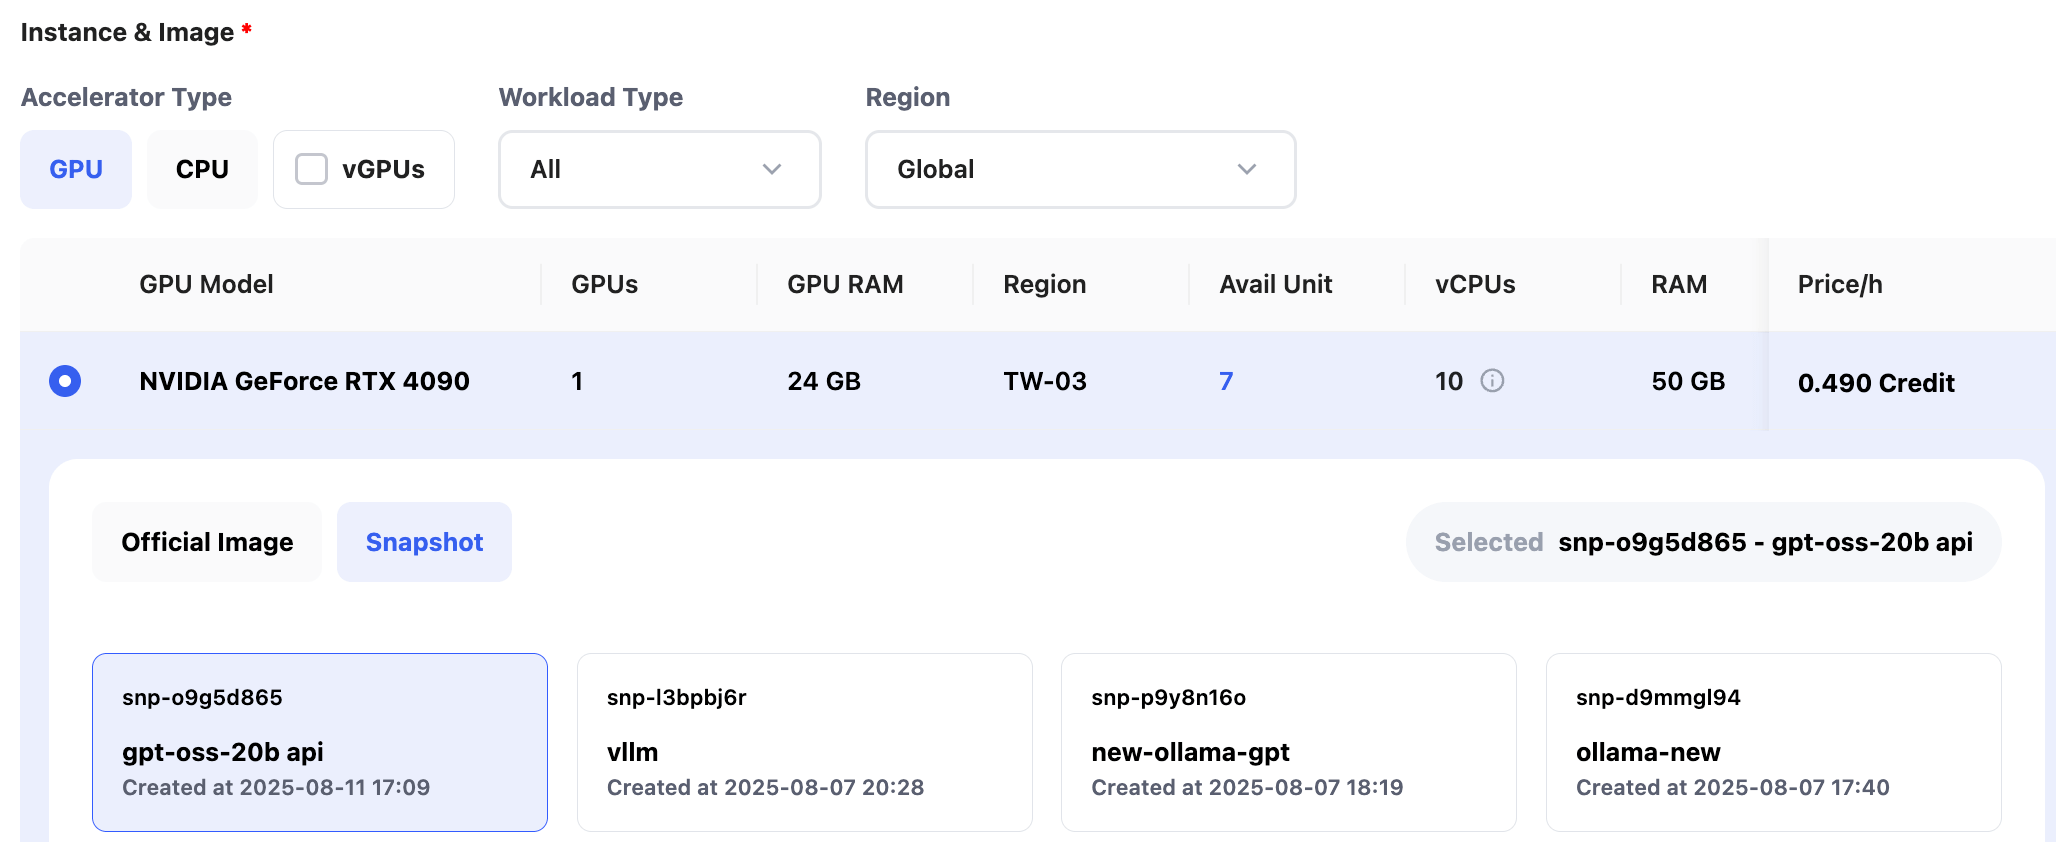 Instance & Image *
Accelerator Type Workload Type Region
GPU CPU vGPUs All Global
GPU Model GPUs GPU RAM Region Avail Unit vCPUs RAM Price/h
NVIDIA GeForce RTX 4090 1 24 GB TW-03 7 10 50 GB 0.490 Credit
Official Image Snapshot Selected snp-o9g5d865 - gpt-oss-20b api
snp-o9g5d865
gpt-oss-20b api
Created at 2025-08-11 17:09
snp-l3bpbj6r
vllm
Created at 2025-08-07 20:28
snp-p9y8n16o
new-ollama-gpt
Created at 2025-08-07 18:19
snp-d9mmgl94
ollama-new
Created at 2025-08-07 17:40